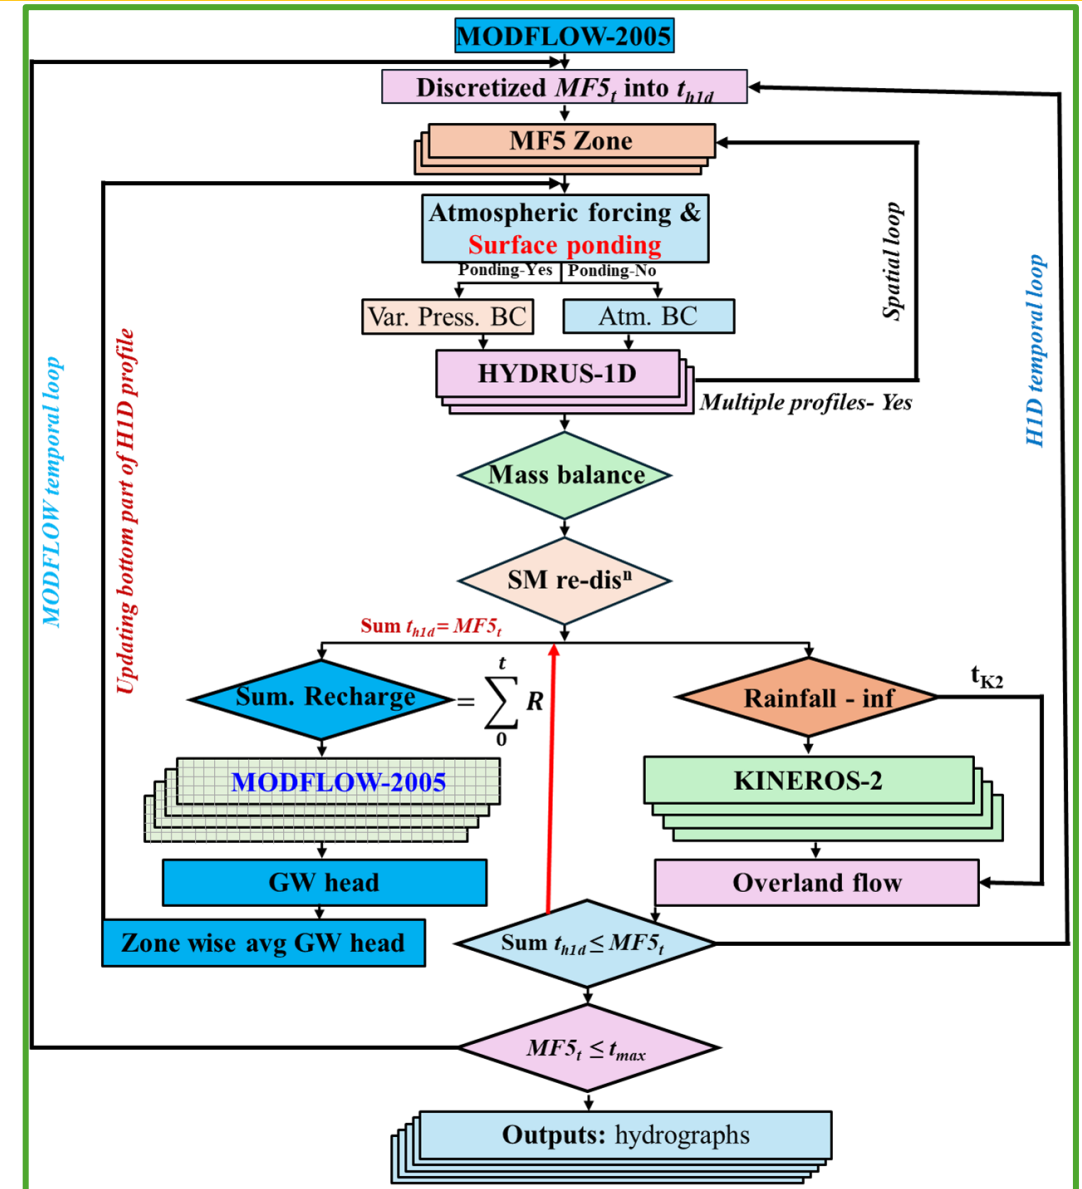 MODFLOW-2005
Discretized MF5t into th1d
MF5 Zone
Atmospheric forcing &
Surface ponding
Ponding-Yes
Ponding-No
Var. Press. BC
Atm. BC
HYDRUS-1D
Multiple profiles- Yes
Spatial loop
H1D temporal loop
MODFLOW temporal loop
Updating bottom part of H1D profile
Mass balance
SM re-disⁿ
Sum th1d= MF5t
Sum. Recharge
= ∑ t 0 R
Rainfall - inf
tK2
MODFLOW-2005
KINEROS-2
GW head
Overland flow
Zone wise avg GW head
Sum th1d ≤ MF5t
MF5t ≤ tmax
Outputs: hydrographs